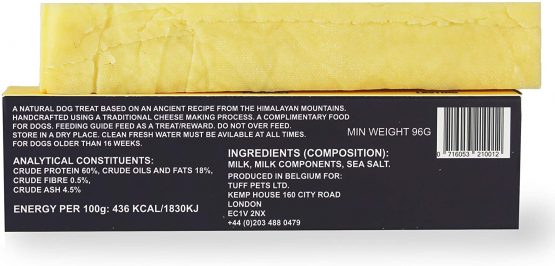 A NATURAL DOG TREAT BASED ON AN ANCIENT RECIPE FROM THE HIMALAYAN MOUNTAINS.
HANDCRAFTED USING A TRADITIONAL CHEESE MAKING PROCESS. A COMPLIMENTARY FOOD
FOR DOGS. FEEDING GUIDE FEED AS A TREAT/REWARD. DO NOT OVER FEED.
STORE IN A DRY PLACE. CLEAN FRESH WATER MUST BE AVILABLE AT ALL TIMES.
FOR DOGS OLDER THAN 16 WEEKS.
ANALYTICAL CONSTITUENTS:
CRUDE PROTEIN 60%, CRUDE OILS AND FATS 18%,
CRUDE FIBRE 0.5%,
CRUDE ASH 4.5%
ENERGY PER 100g: 436 KCAL/1830KJ
INGREDIENTS (COMPOSITION):
MILK, MILK COMPONENTS, SEA SALT.
PRODUCED IN BELGIUM FOR:
TUFF PETS LTD.
KEMP HOUSE 160 CITY ROAD
LONDON
EC1V 2NX
+44 (0)203 488 0479
MIN WEIGHT 96G
0 716053 210012